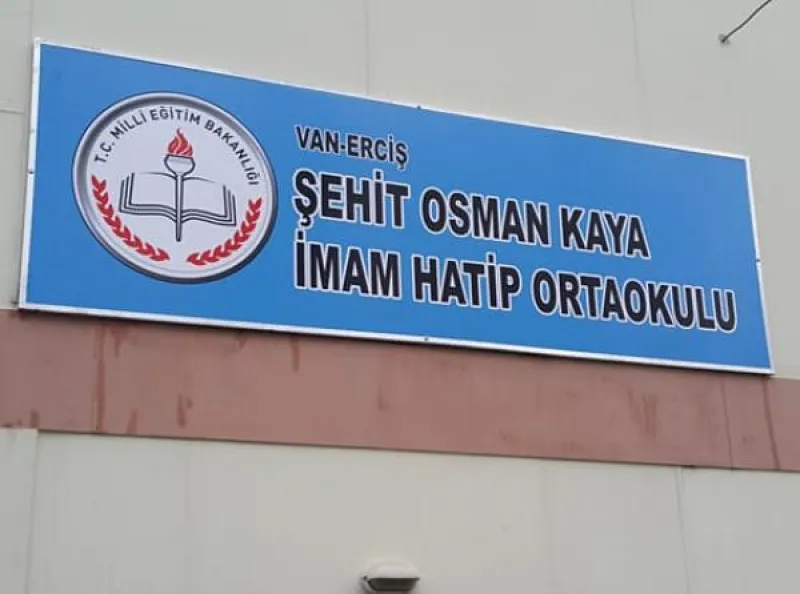 T.C. MİLLİ EĞİTİM BAKANLIĞI
VAN-ERCİŞ
ŞEHİT OSMAN KAYA
İMAM HATİP ORTAOKULU